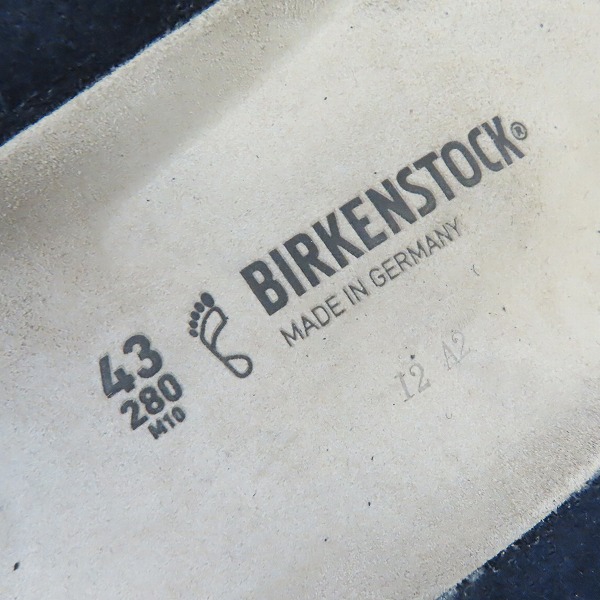 BIRKENSTOCK®
MADE IN GERMANY
43
280
M10
I2 A2